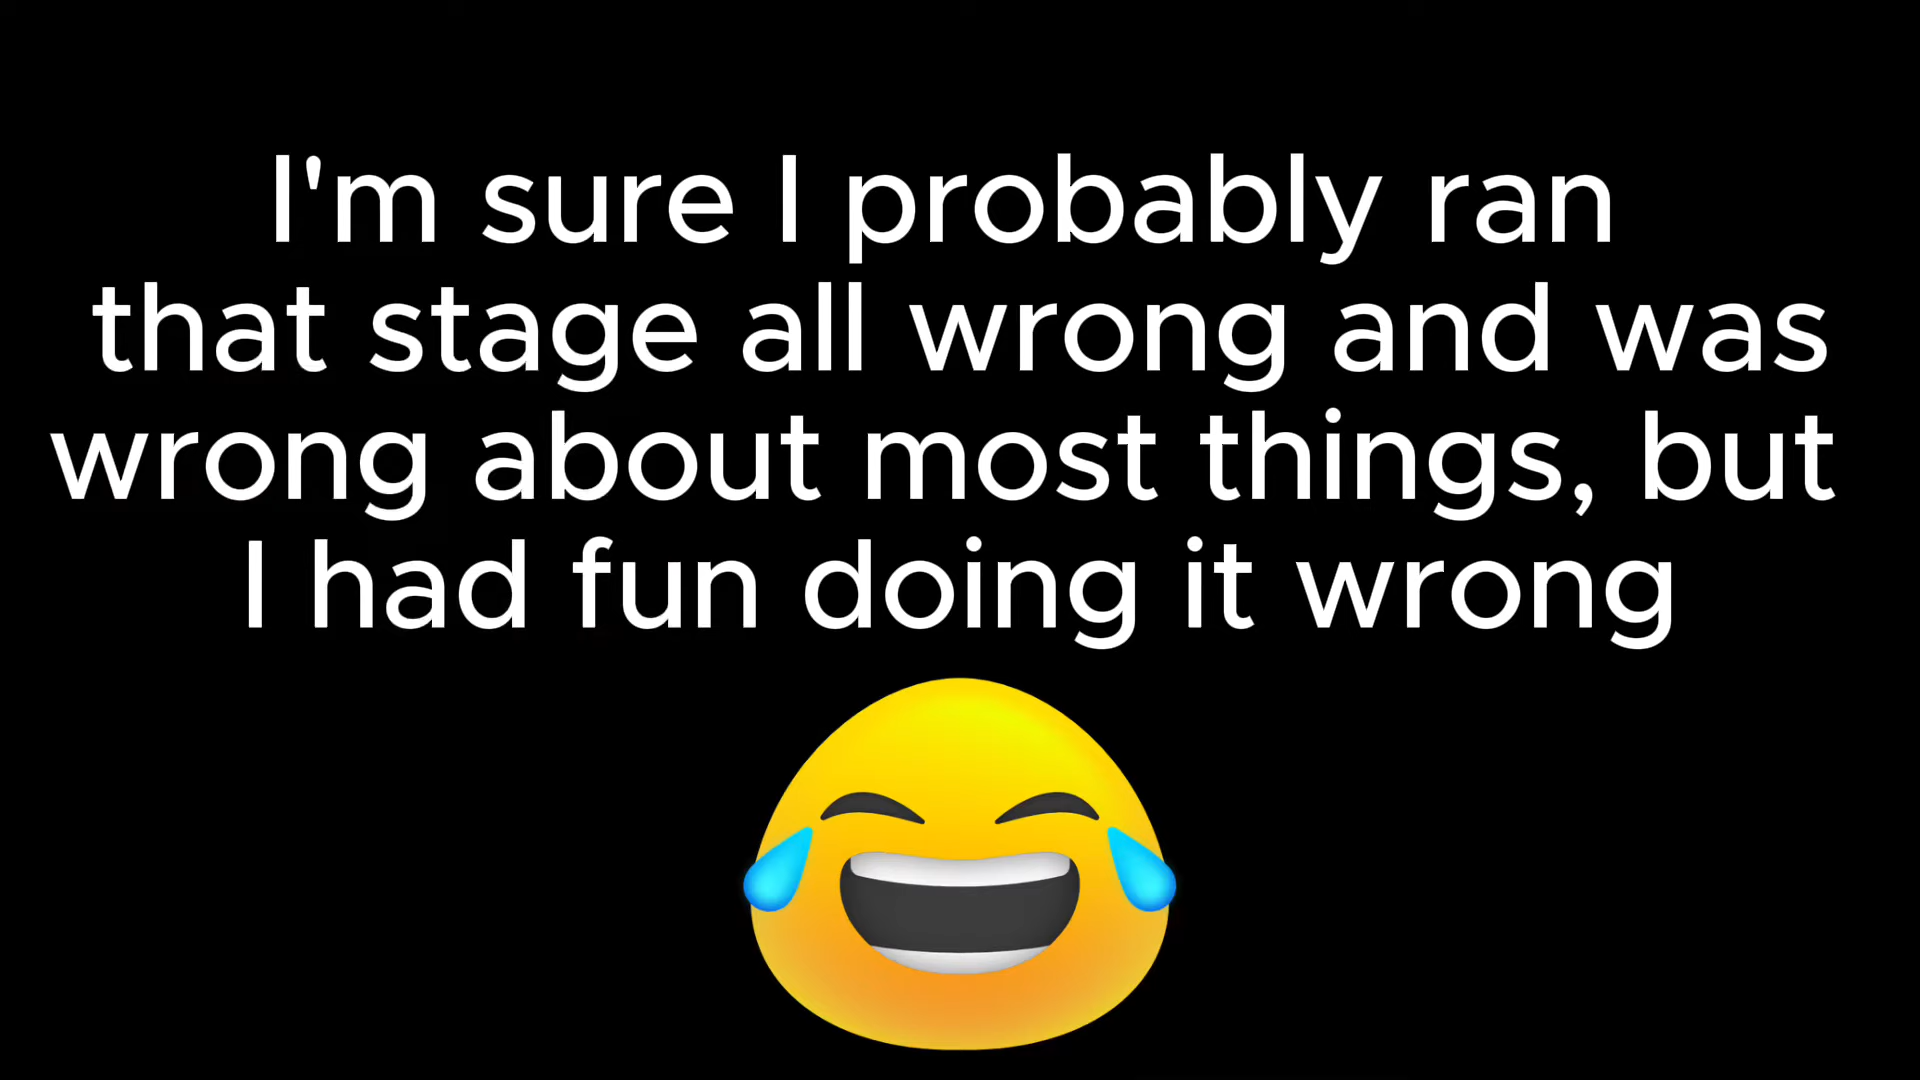 I'm sure I probably ran
that stage all wrong and was
wrong about most things, but
I had fun doing it wrong